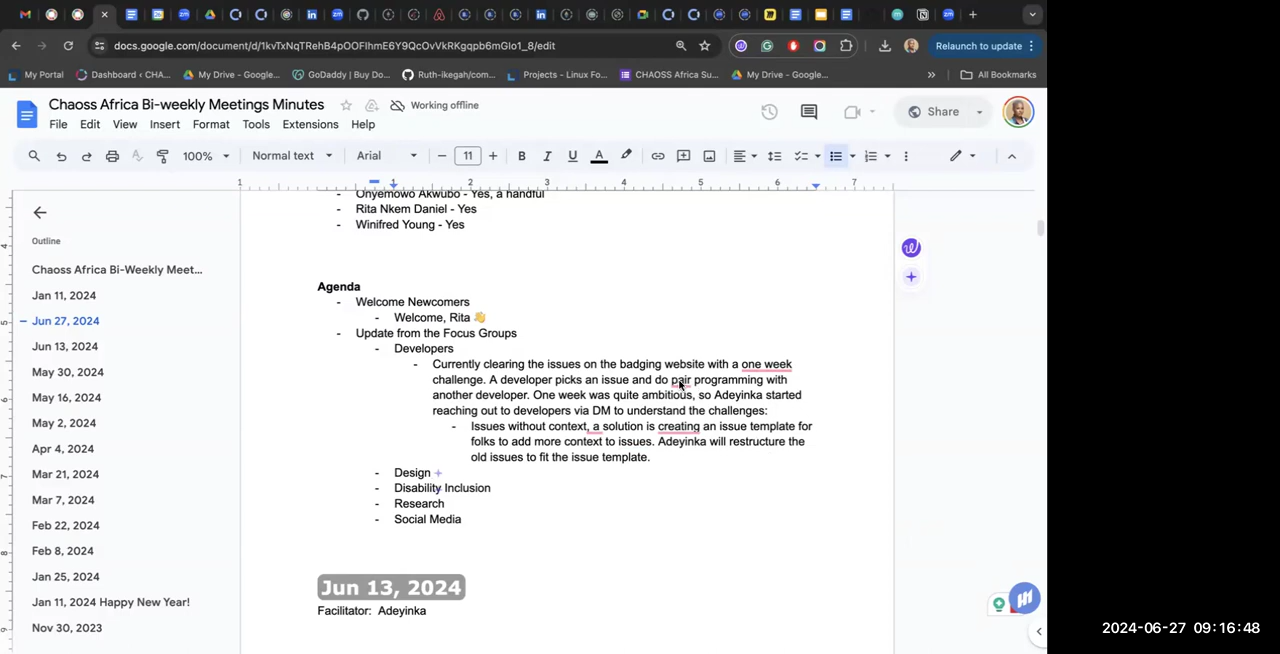 docs.google.com/document/d/1kvTxNqTRehB4pOOFIhmE6Y9QcOvVkRKgqpb6mGIo1_8/edit
Relaunch to update
My Portal
Dashboard ‹ CHA...
My Drive - Google...
GoDaddy | Buy Do...
Ruth-ikegah/com...
Projects - Linux Fo...
CHAOSS Africa Su...
My Drive - Google...
»
All Bookmarks
Chaoss Africa Bi-weekly Meetings Minutes
Working offline
File Edit View Insert Format Tools Extensions Help
Share
100%
Normal text
Arial
11
B I U A
1 1 2 3 4 5 6 7
Outline
Chaoss Africa Bi-Weekly Meet...
Jan 11, 2024
Jun 27, 2024
Jun 13, 2024
May 30, 2024
May 16, 2024
May 2, 2024
Apr 4, 2024
Mar 21, 2024
Mar 7, 2024
Feb 22, 2024
Feb 8, 2024
Jan 25, 2024
Jan 11, 2024 Happy New Year!
Nov 30, 2023
- Onyemowo Akwubo - Yes, a handful
- Rita Nkem Daniel - Yes
- Winifred Young - Yes
Agenda
- Welcome Newcomers
- Welcome, Rita 👋
- Update from the Focus Groups
- Developers
- Currently clearing the issues on the badging website with a one week
challenge. A developer picks an issue and do pair programming with
another developer. One week was quite ambitious, so Adeyinka started
reaching out to developers via DM to understand the challenges:
- Issues without context, a solution is creating an issue template for
folks to add more context to issues. Adeyinka will restructure the
old issues to fit the issue template.
- Design
- Disability Inclusion
- Research
- Social Media
Jun 13, 2024
Facilitator: Adeyinka
2024-06-27 09:16:48